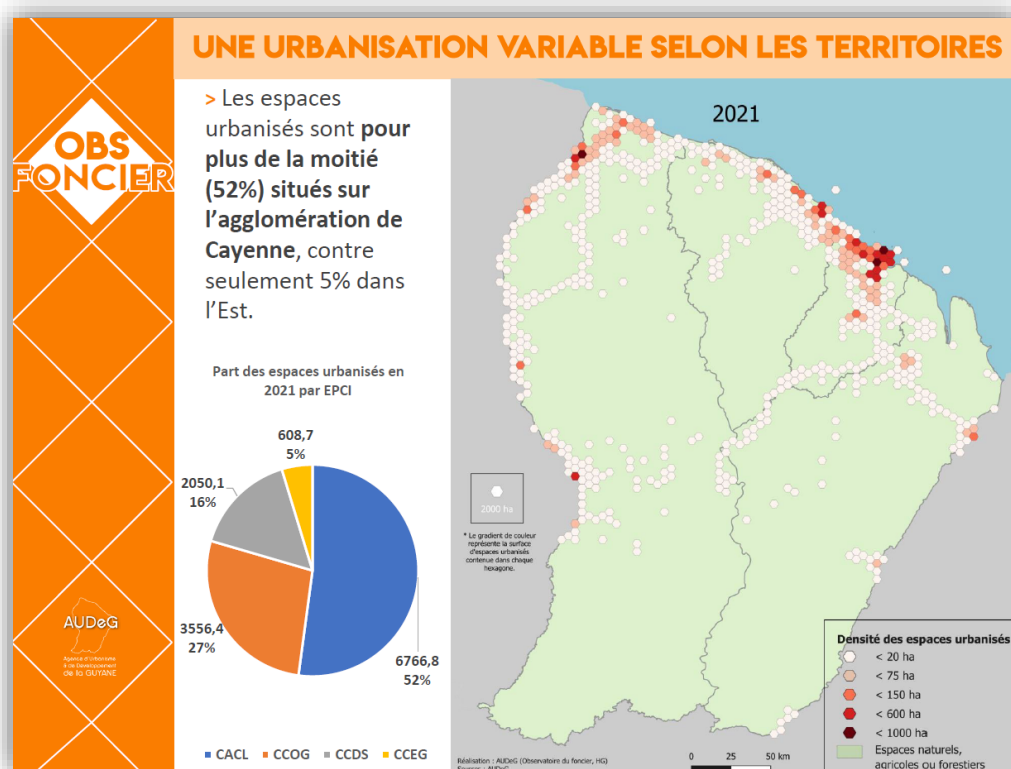 UNE URBANISATION VARIABLE SELON LES TERRITOIRES
OBS
FONCIER
> Les espaces
urbanisés sont pour
plus de la moitié
(52%) situés sur
l'agglomération de
Cayenne, contre
seulement 5% dans
l'Est.
Part des espaces urbanisés en
2021 par EPCI
608,7
5%
2050,1
16%
3556,4
27%
6766,8
52%
CACL CCOG CCDS CCEG
AUDeG
Agence d'Urbanisme
& de Développement
de la GUYANE
2021
2000 ha
* Le gradient de couleur
représente la surface
d'espaces urbanisés
contenue dans chaque
hexagone.
Densité des espaces urbanisés
< 20 ha
< 75 ha
< 150 ha
< 600 ha
< 1000 ha
Espaces naturels,
agricoles ou forestiers
Réalisation : AUDeG (Observatoire du foncier, HG)
Sources : AUDeG
0 25 50 km